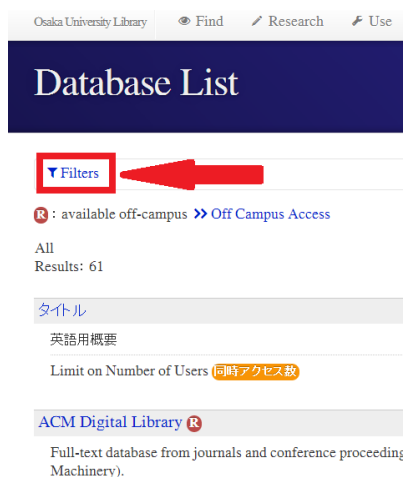 Osaka University Library Find Research Use
Database List
Filters
R : available off-campus >> Off Campus Access
All
Results: 61
タイトル
英語用概要
Limit on Number of Users 同時アクセス数
ACM Digital Library R
Full-text database from journals and conference proceeding
Machinery).